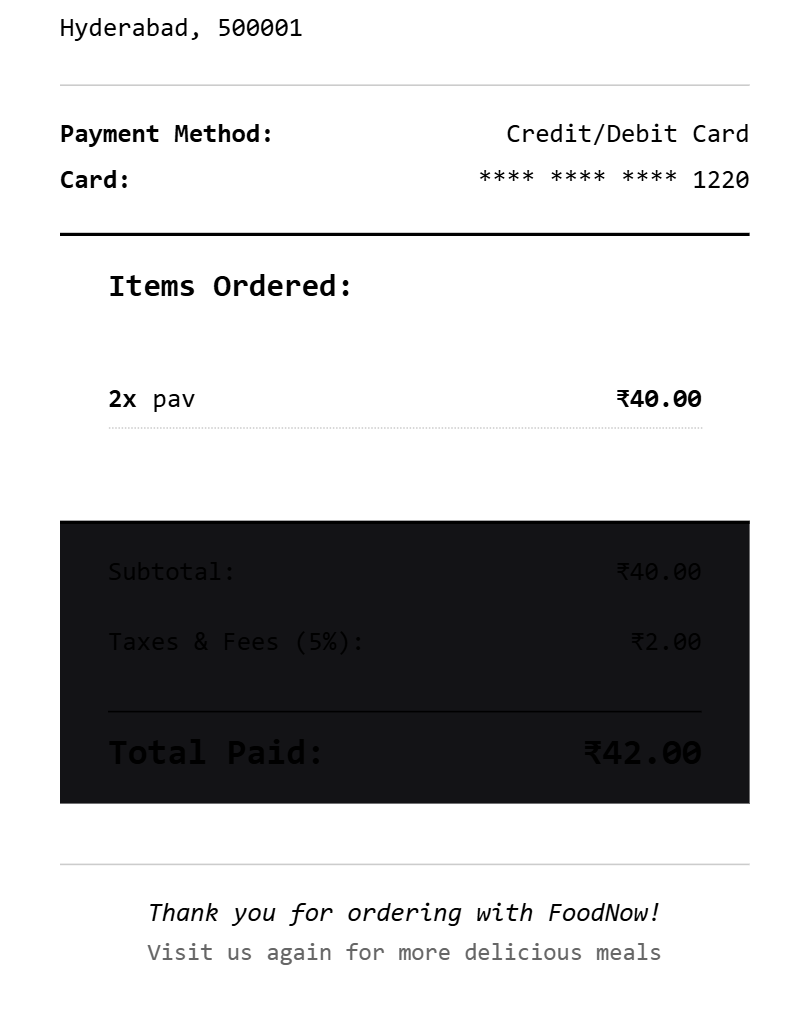 Hyderabad, 500001
Payment Method: Credit/Debit Card
Card: **** **** **** 1220
Items Ordered:
2x pav ₹40.00
Subtotal: ₹40.00
Taxes & Fees (5%): ₹2.00
Total Paid: ₹42.00
Thank you for ordering with FoodNow!
Visit us again for more delicious meals